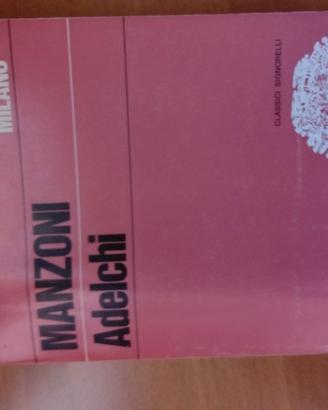 MANZONI
Adelchi
CLASSICI SIGNORELLI
MILANO